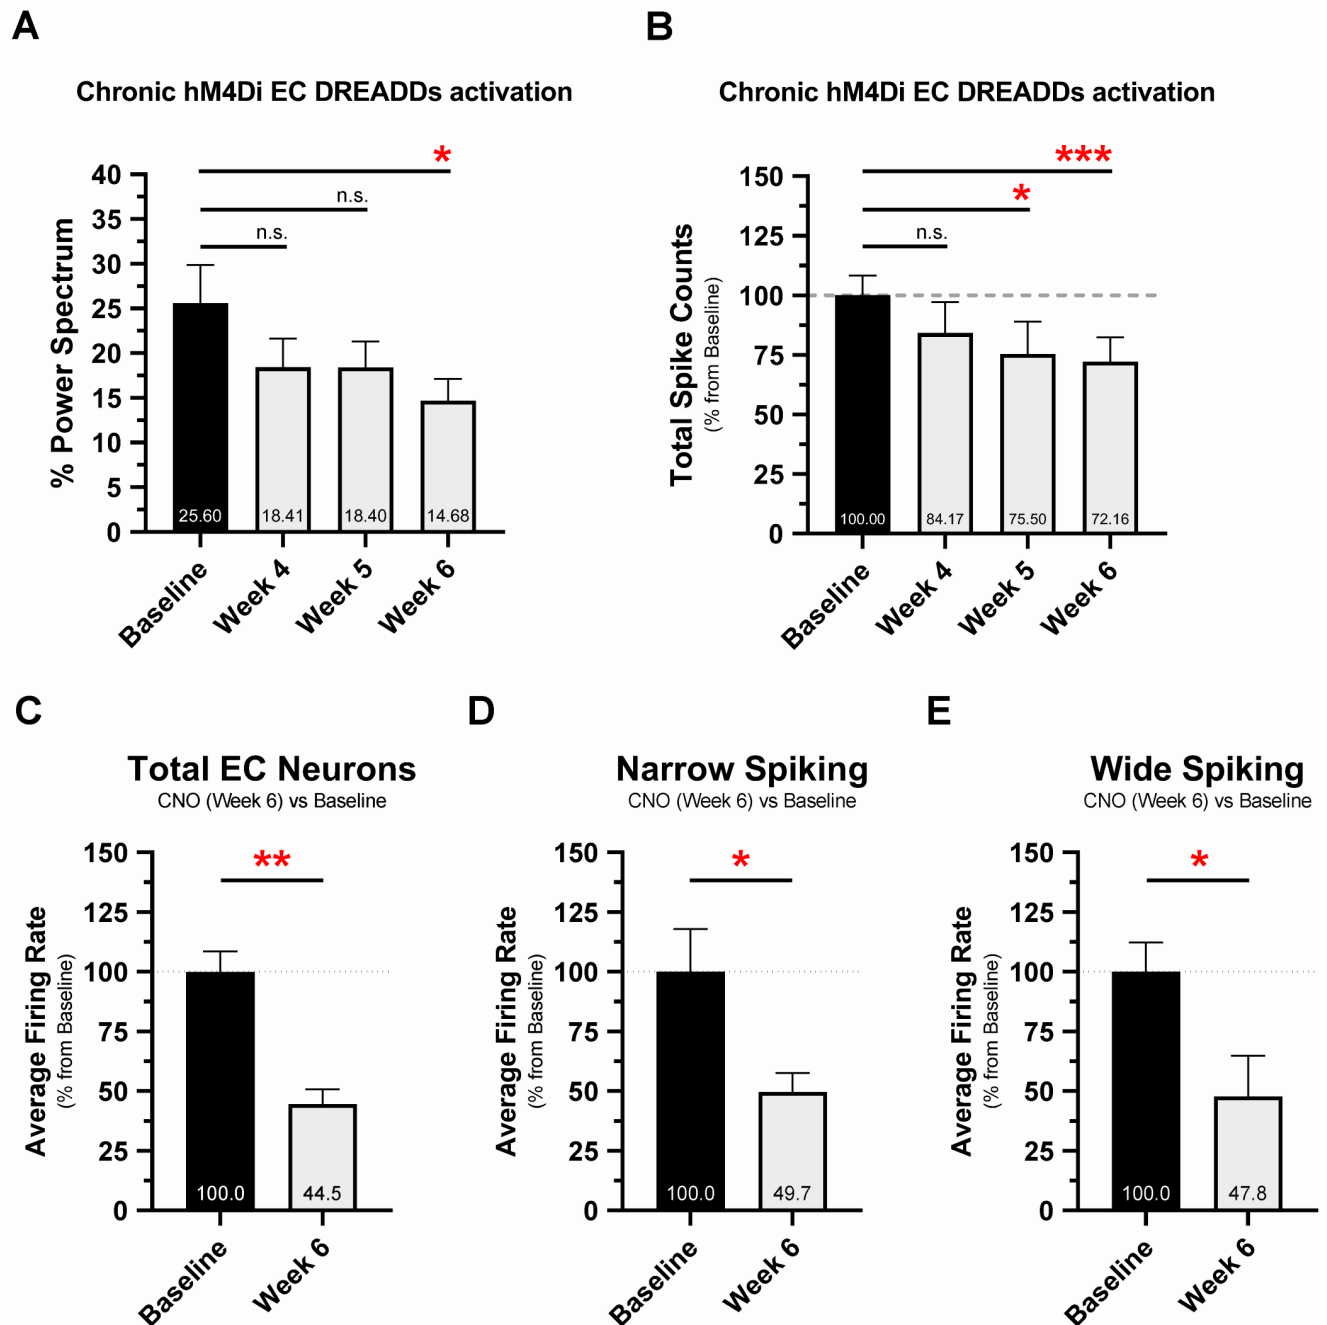 A
Chronic hM4Di EC DREADDs activation
% Power Spectrum
40
35
30
25
20
15
10
5
0
*
n.s.
n.s.
25.60
18.41
18.40
14.68
Baseline
Week 4
Week 5
Week 6
B
Chronic hM4Di EC DREADDs activation
Total Spike Counts
(% from Baseline)
150
125
100
75
50
25
0
***
*
n.s.
100.00
84.17
75.50
72.16
Baseline
Week 4
Week 5
Week 6
C
Total EC Neurons
CNO (Week 6) vs Baseline
Average Firing Rate
(% from Baseline)
150
125
100
75
50
25
0
**
100.0
44.5
Baseline
Week 6
D
Narrow Spiking
CNO (Week 6) vs Baseline
Average Firing Rate
(% from Baseline)
150
125
100
75
50
25
0
*
100.0
49.7
Baseline
Week 6
E
Wide Spiking
CNO (Week 6) vs Baseline
Average Firing Rate
(% from Baseline)
150
125
100
75
50
25
0
*
100.0
47.8
Baseline
Week 6